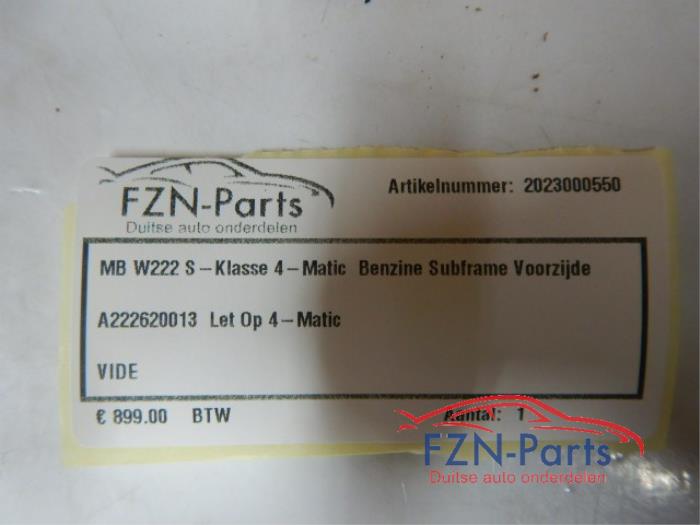 FZN-Parts
Duitse auto onderdelen
Artikelnummer: 2023000550
MB W222 S-Klasse 4-Matic Benzine Subframe Voorzijde
A222620013 Let Op 4-Matic
VIDE
€ 899.00 BTW
Aantal: 1
FZN-Parts
Duitse auto onderdelen